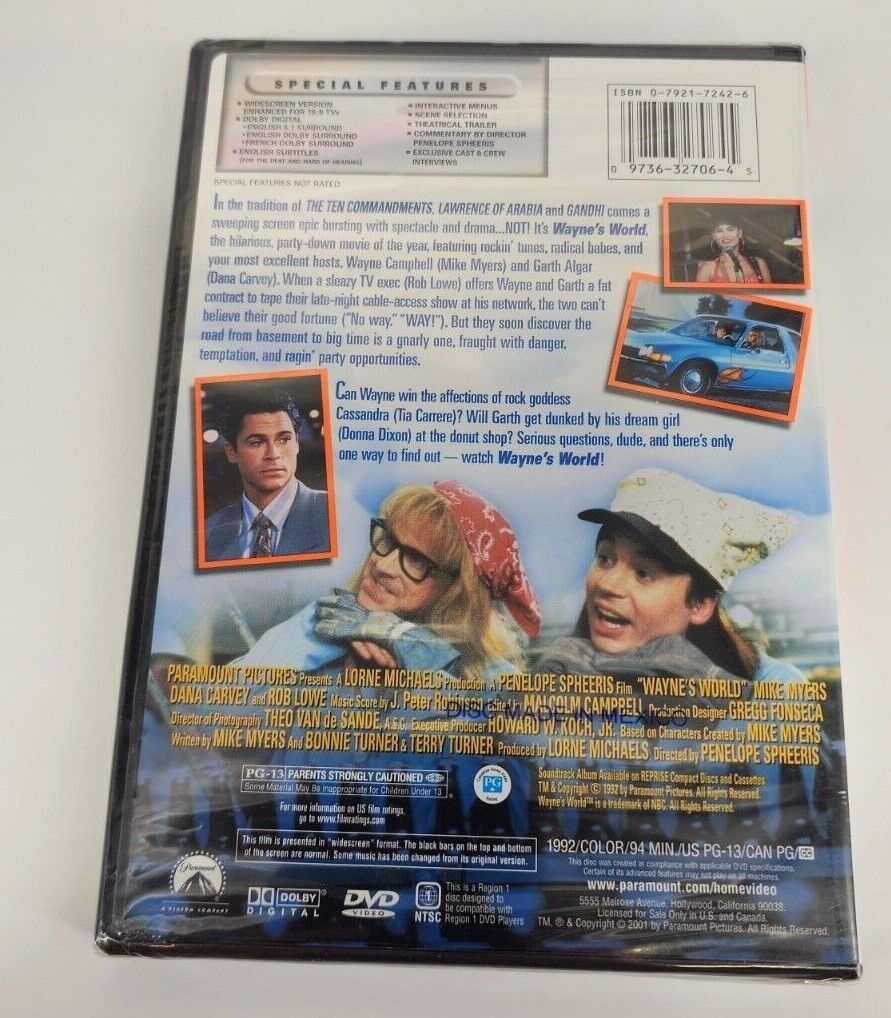 SPECIAL FEATURES
WIDESCREEN VERSION
ENHANCED FOR 16:9 TVs
DOLBY DIGITAL
ENGLISH 5.1 SURROUND
ENGLISH DOLBY SURROUND
FRENCH DOLBY SURROUND
ENGLISH SUBTITLES
(FOR THE DEAF AND HARD OF HEARING)
INTERACTIVE MENUS
SCENE SELECTION
THEATRICAL TRAILER
COMMENTARY BY DIRECTOR
PENELOPE SPHEERIS
EXCLUSIVE CAST & CREW
INTERVIEWS
ISBN 0-7921-7242-6
0 9736-32706-4 5
SPECIAL FEATURES NOT RATED
In the tradition of THE TEN COMMANDMENTS, LAWRENCE OF ARABIA and GANDHI comes a
sweeping screen epic bursting with spectacle and drama...NOT! It's Wayne's World,
the hilarious, party-down movie of the year, featuring rockin' tunes, radical babes, and
your most excellent hosts, Wayne Campbell (Mike Myers) and Garth Algar
(Dana Carvey). When a sleazy TV exec (Rob Lowe) offers Wayne and Garth a fat
contract to tape their late-night cable-access show at his network, the two can't
believe their good fortune ("No way." "WAY!"). But they soon discover the
road from basement to big time is a gnarly one, fraught with danger,
temptation, and ragin' party opportunities.
Can Wayne win the affections of rock goddess
Cassandra (Tia Carrere)? Will Garth get dunked by his dream girl
(Donna Dixon) at the donut shop? Serious questions, dude, and there's only
one way to find out — watch Wayne's World!
PARAMOUNT PICTURES Presents A LORNE MICHAELS Production A PENELOPE SPHEERIS Film "WAYNE'S WORLD" MIKE MYERS
DANA CARVEY and ROB LOWE Music Score by J. Peter Robinson Edited by MALCOLM CAMPBELL Production Designer GREGG FONSECA
DISC MADE IN MEXICO
Director of Photography THEO VAN de SANDE, A.S.C. Executive Producer HOWARD W. KOCH, JR. Based on Characters Created by MIKE MYERS
Written by MIKE MYERS And BONNIE TURNER & TERRY TURNER Produced by LORNE MICHAELS Directed by PENELOPE SPHEERIS
PG-13 PARENTS STRONGLY CAUTIONED
Some Material May Be Inappropriate for Children Under 13
For more information on US film ratings,
go to www.filmratings.com
PG
Soundtrack Album Available on REPRISE Compact Discs and Cassettes.
TM & Copyright © 1992 by Paramount Pictures. All Rights Reserved.
Wayne's World™ is a trademark of NBC. All Rights Reserved.
This film is presented in "widescreen" format. The black bars on the top and bottom
of the screen are normal. Some music has been changed from its original version.
1992/COLOR/94 MIN./US PG-13/CAN PG/CC
This disc was created in compliance with applicable DVD specifications.
Certain of its advanced features may not play on all machines.
www.paramount.com/homevideo
5555 Melrose Avenue, Hollywood, California 90038.
Licensed for Sale Only in U.S. and Canada.
TM, ® & Copyright © 2001 by Paramount Pictures. All Rights Reserved.
Paramount
A VIACOM COMPANY
DOLBY
DIGITAL
DVD
VIDEO
NTSC
This is a Region 1
disc designed to
be compatible with
Region 1 DVD Players